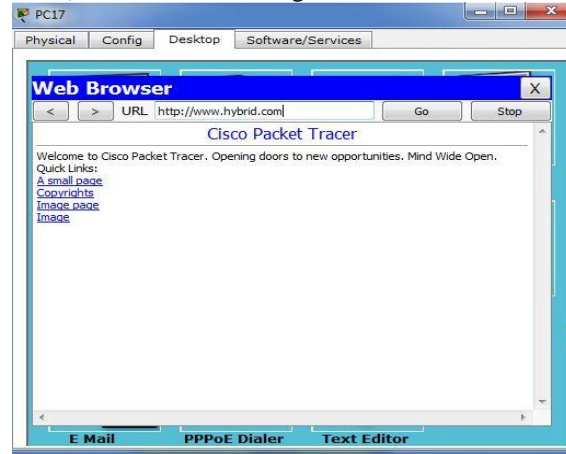 PC17
Physical Config Desktop Software/Services
Web Browser X
< > URL http://www.hybrid.com Go Stop
Cisco Packet Tracer
Welcome to Cisco Packet Tracer. Opening doors to new opportunities. Mind Wide Open.
Quick Links:
A small page
Copyrights
Image page
Image
E Mail PPPoE Dialer Text Editor